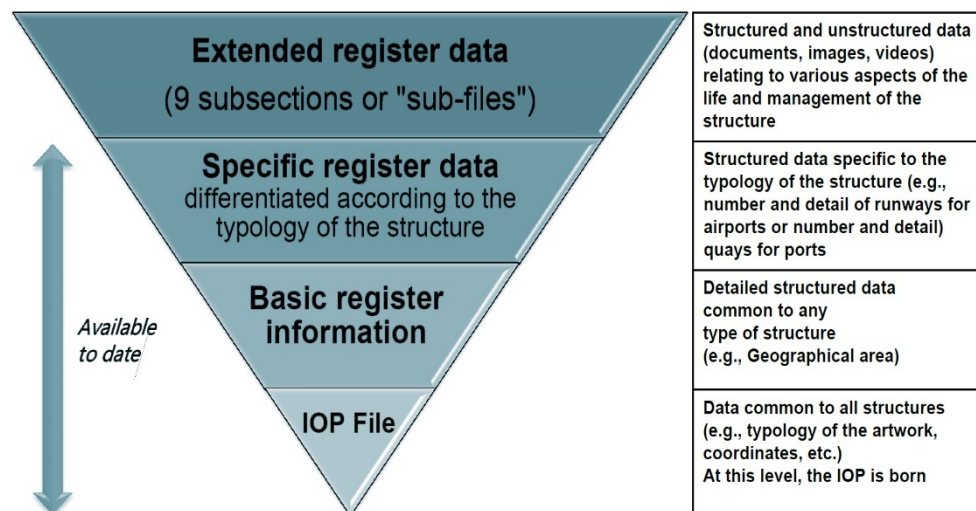 Extended register data
(9 subsections or "sub-files")
Structured and unstructured data
(documents, images, videos)
relating to various aspects of the
life and management of the
structure
Specific register data
differentiated according to the
typology of the structure
Structured data specific to the
typology of the structure (e.g.,
number and detail of runways for
airports or number and detail)
quays for ports
Basic register
information
Detailed structured data
common to any
type of structure
(e.g., Geographical area)
Available
to date
IOP File
Data common to all structures
(e.g., typology of the artwork,
coordinates, etc.)
At this level, the IOP is born